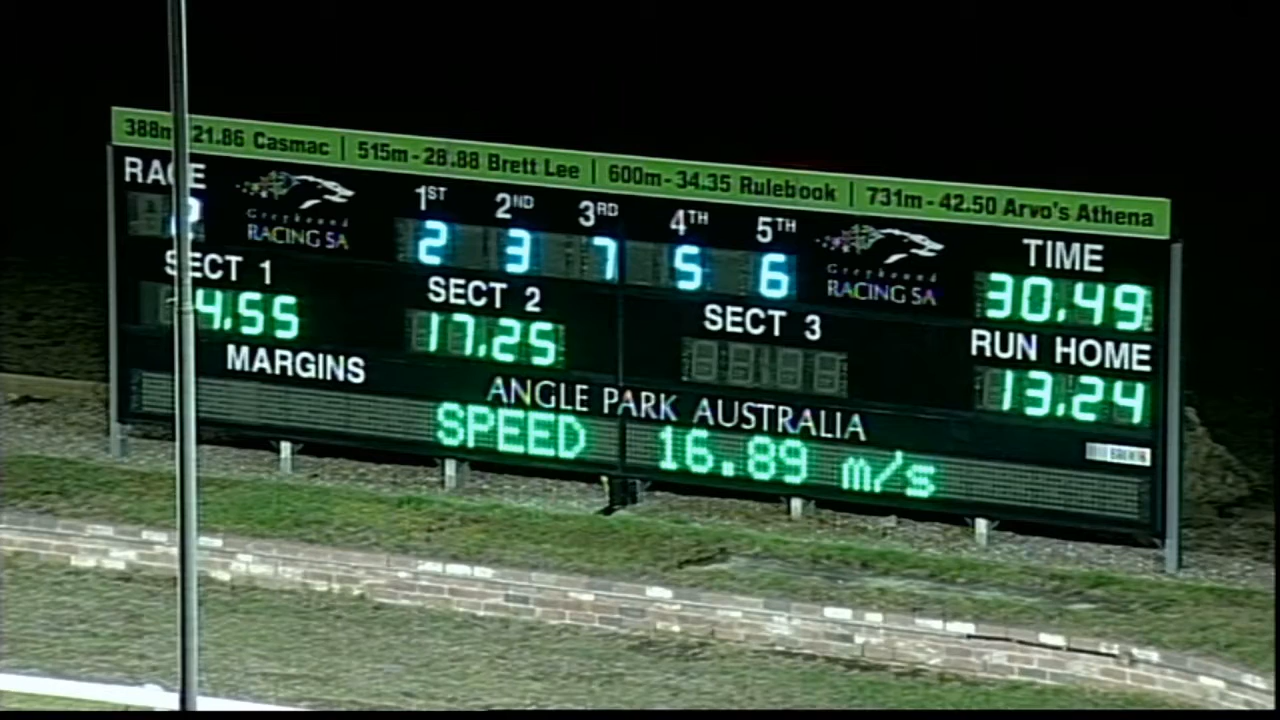 388m 21.86 Casmac | 515m - 28.88 Brett Lee | 600m - 34.35 Rulebook | 731m - 42.50 Arvo's Athena
RACE 1ST 2ND 3RD 4TH 5TH TIME
2 Greyhound RACING SA 2 3 7 5 6 Greyhound RACING SA 30.49
SECT 1 SECT 2 SECT 3 RUN HOME
4.55 17.25 13.24
MARGINS ANGLE PARK AUSTRALIA
SPEED 16.89 m/s